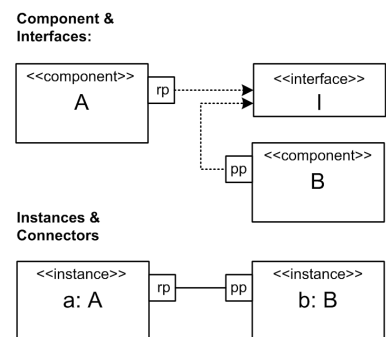 Component &
Interfaces:
<<component>>
A
rp
<<interface>>
I
<<component>>
B
pp
Instances &
Connectors
<<instance>>
a: A
rp
pp
<<instance>>
b: B